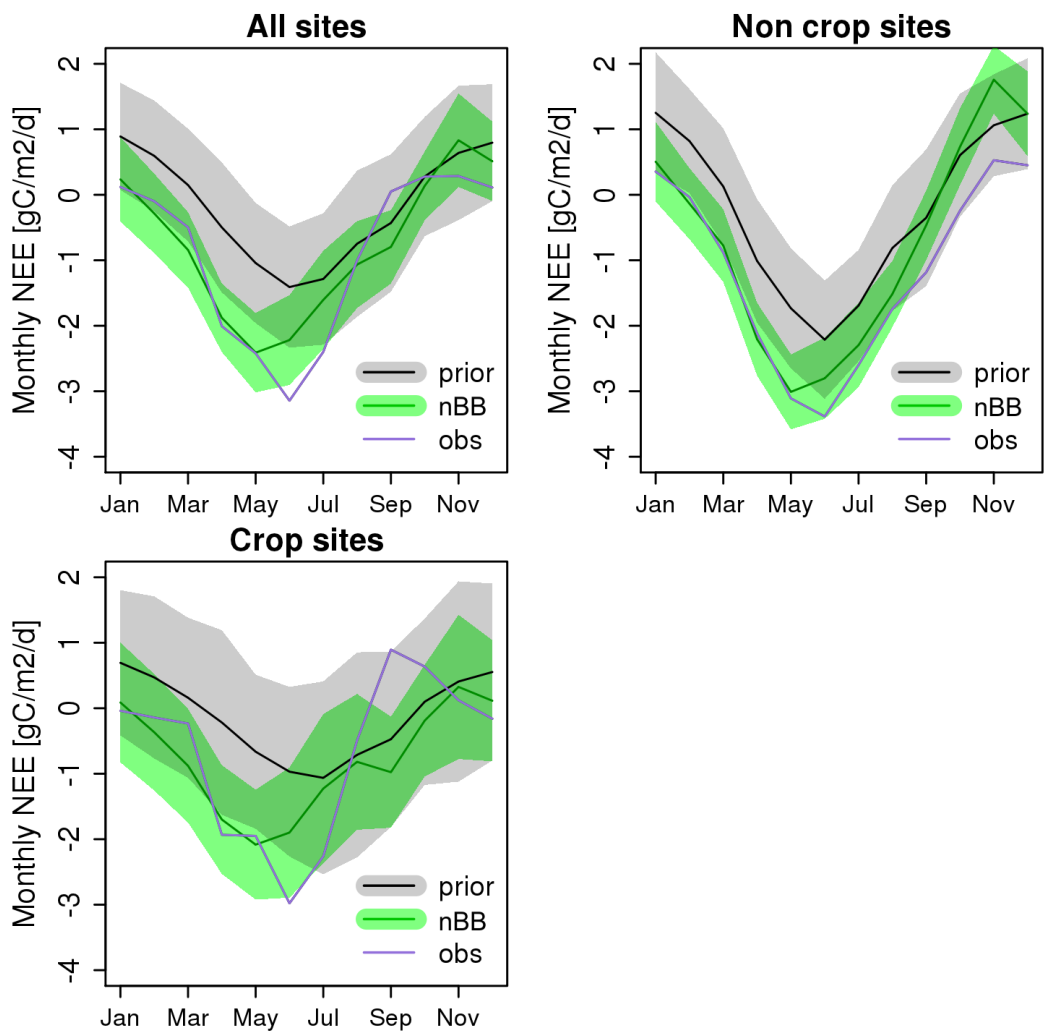 All sites
Monthly NEE [gC/m2/d]
2
1
0
-1
-2
-3
-4
Jan Mar May Jul Sep Nov
prior
nBB
obs
Non crop sites
Monthly NEE [gC/m2/d]
2
1
0
-1
-2
-3
-4
Jan Mar May Jul Sep Nov
prior
nBB
obs
Crop sites
Monthly NEE [gC/m2/d]
2
1
0
-1
-2
-3
-4
Jan Mar May Jul Sep Nov
prior
nBB
obs